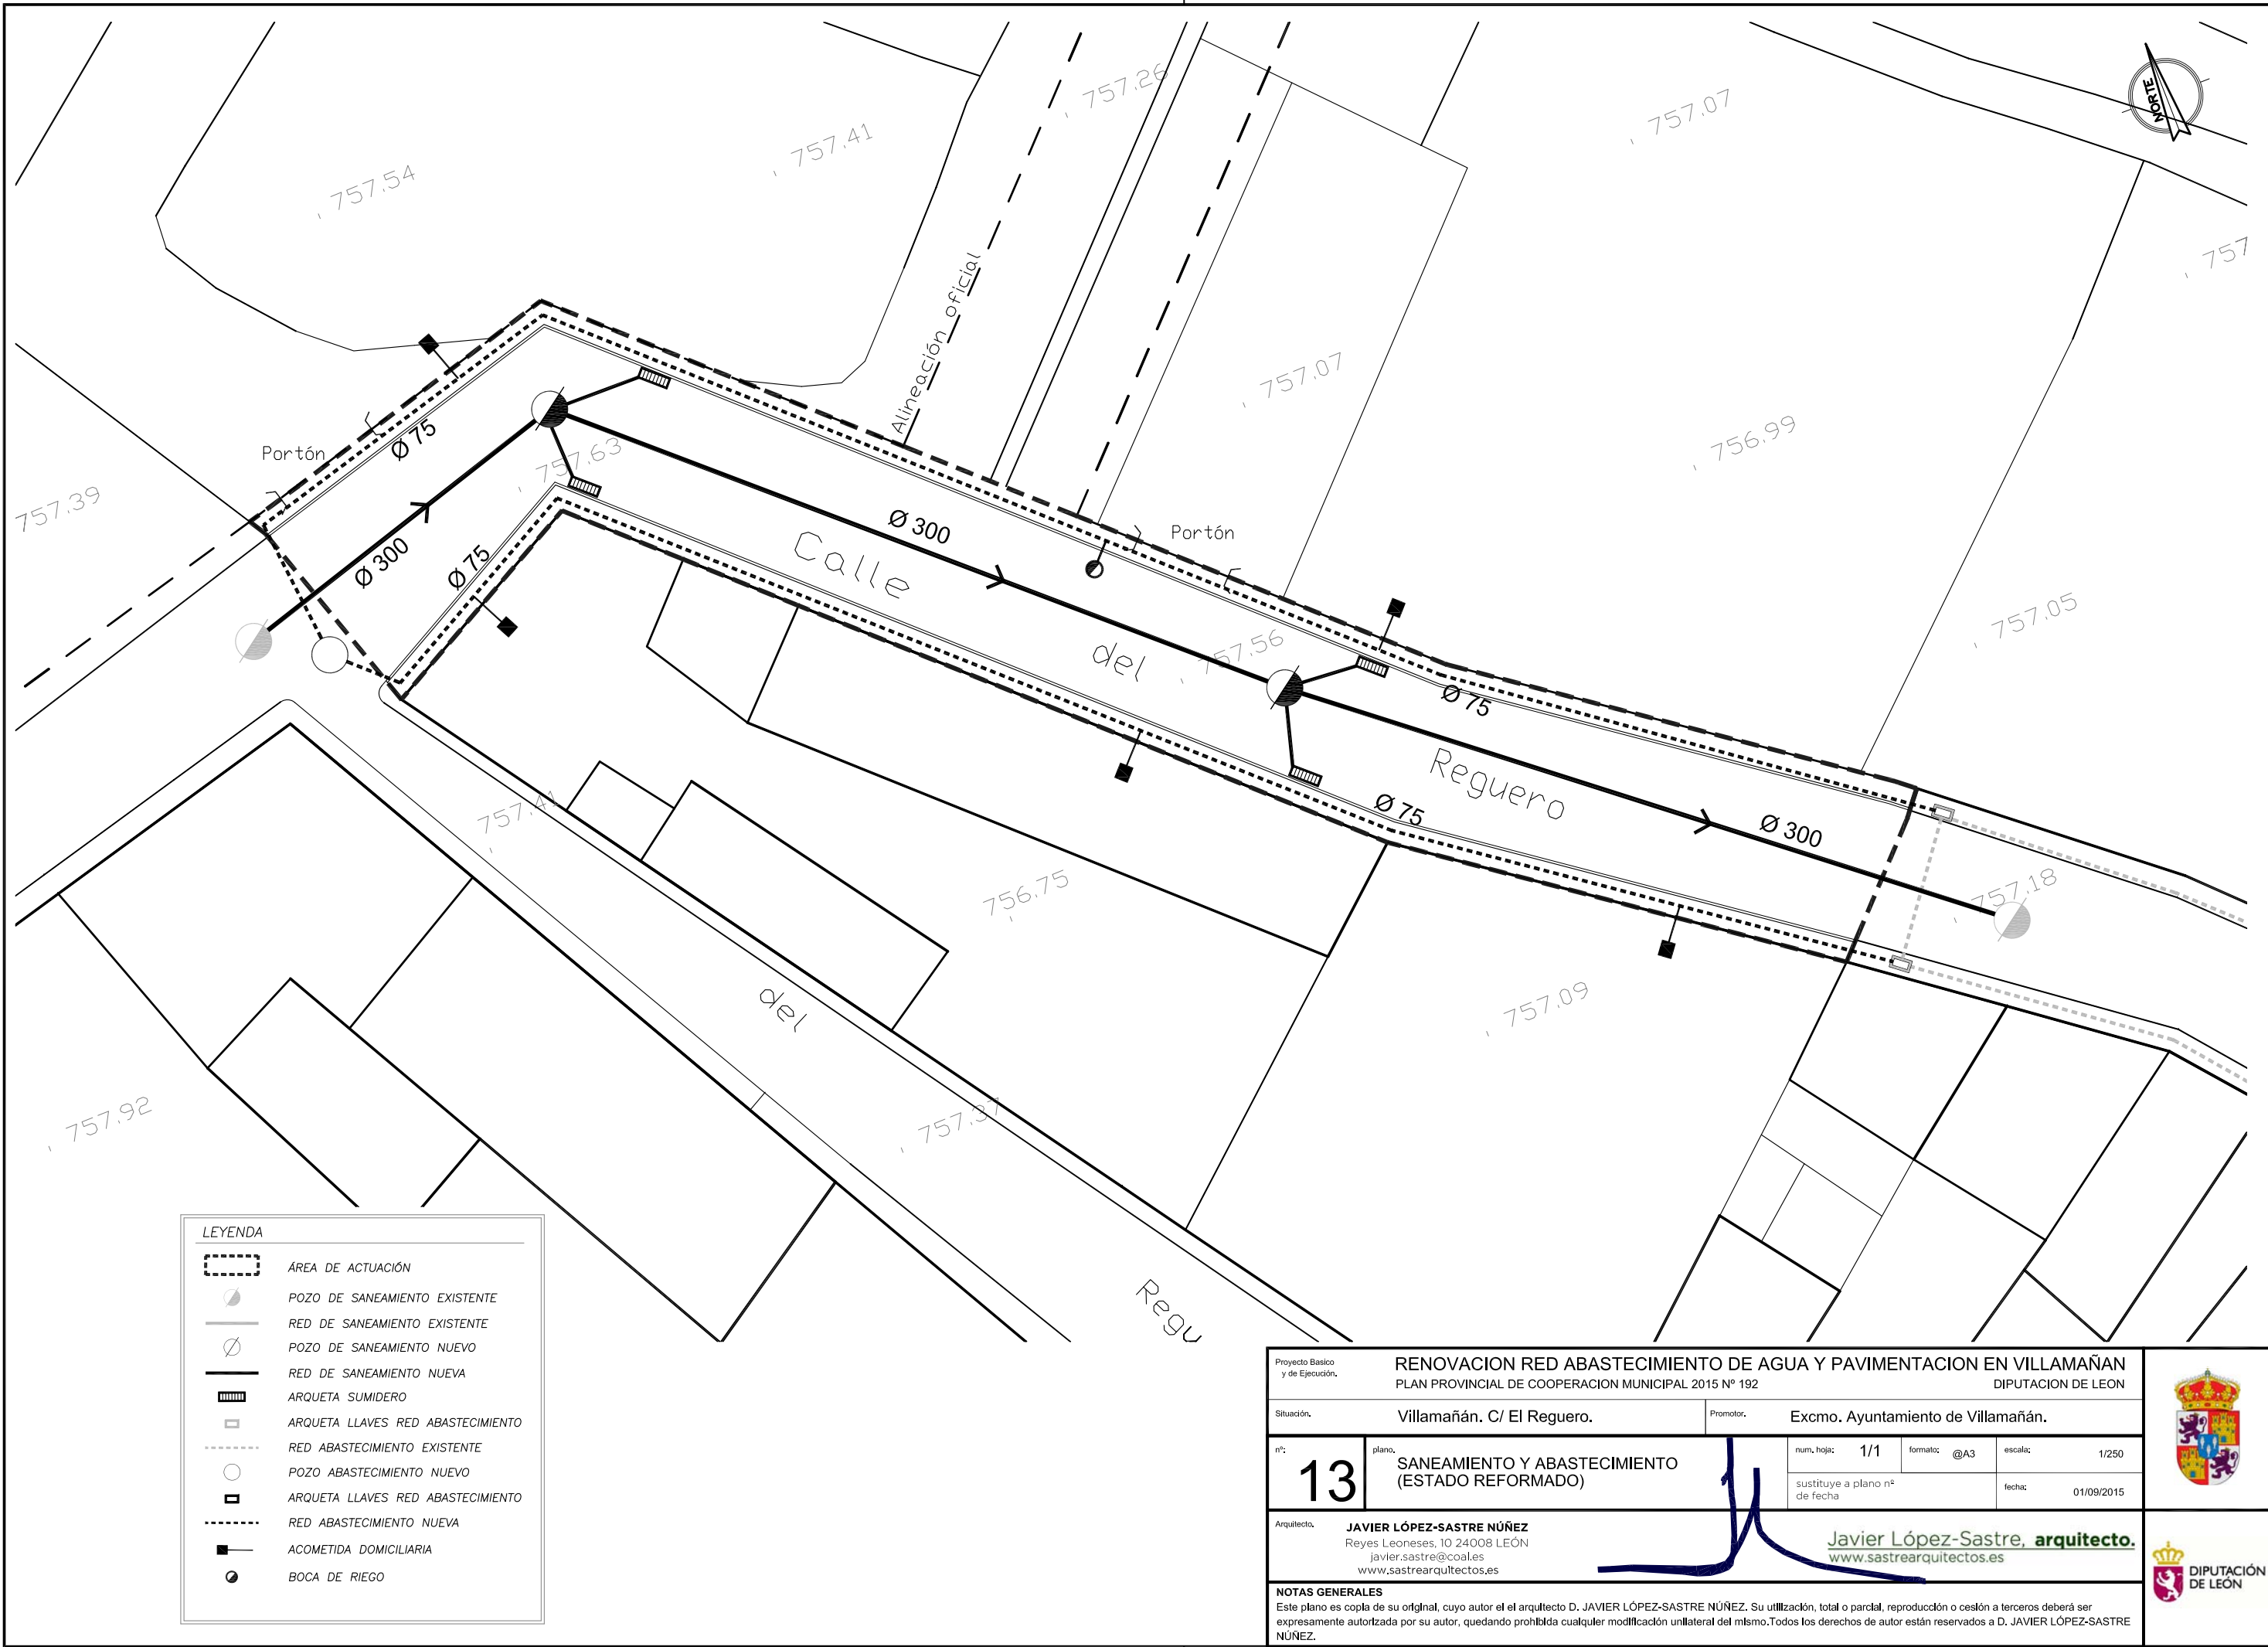 NORTE
757.26
757.07
757.41
757.54
757
Alineación oficial
757.07
756.99
Portón
Ø 75
757.63
757.39
Ø 300
Ø 75
Calle
Ø 300
Portón
757.05
del
757.56
Ø 75
Reguero
Ø 75
Ø 300
757.41
756.75
757.18
757.09
del
757.92
757.37
Regu
LEYENDA
ÁREA DE ACTUACIÓN
POZO DE SANEAMIENTO EXISTENTE
RED DE SANEAMIENTO EXISTENTE
POZO DE SANEAMIENTO NUEVO
RED DE SANEAMIENTO NUEVA
ARQUETA SUMIDERO
ARQUETA LLAVES RED ABASTECIMIENTO
RED ABASTECIMIENTO EXISTENTE
POZO ABASTECIMIENTO NUEVO
ARQUETA LLAVES RED ABASTECIMIENTO
RED ABASTECIMIENTO NUEVA
ACOMETIDA DOMICILIARIA
BOCA DE RIEGO
Proyecto Basico
y de Ejecución.
RENOVACION RED ABASTECIMIENTO DE AGUA Y PAVIMENTACION EN VILLAMAÑAN
PLAN PROVINCIAL DE COOPERACION MUNICIPAL 2015 Nº 192 DIPUTACION DE LEON
Situación. Villamañán. C/ El Reguero. Promotor. Excmo. Ayuntamiento de Villamañán.
nº: 13
plano.
SANEAMIENTO Y ABASTECIMIENTO
(ESTADO REFORMADO)
num. hoja: 1/1 formato: @A3 escala: 1/250
sustituye a plano nº
de fecha
fecha: 01/09/2015
Arquitecto. JAVIER LÓPEZ-SASTRE NÚÑEZ
Reyes Leoneses, 10 24008 LEÓN
javier.sastre@coal.es
www.sastrearquitectos.es
Javier López-Sastre, arquitecto.
www.sastrearquitectos.es
DIPUTACIÓN
DE LEÓN
NOTAS GENERALES
Este plano es copia de su original, cuyo autor el el arquitecto D. JAVIER LÓPEZ-SASTRE NÚÑEZ. Su utilización, total o parcial, reproducción o cesión a terceros deberá ser
expresamente autorizada por su autor, quedando prohibida cualquier modificación unilateral del mismo.Todos los derechos de autor están reservados a D. JAVIER LÓPEZ-SASTRE
NÚÑEZ.